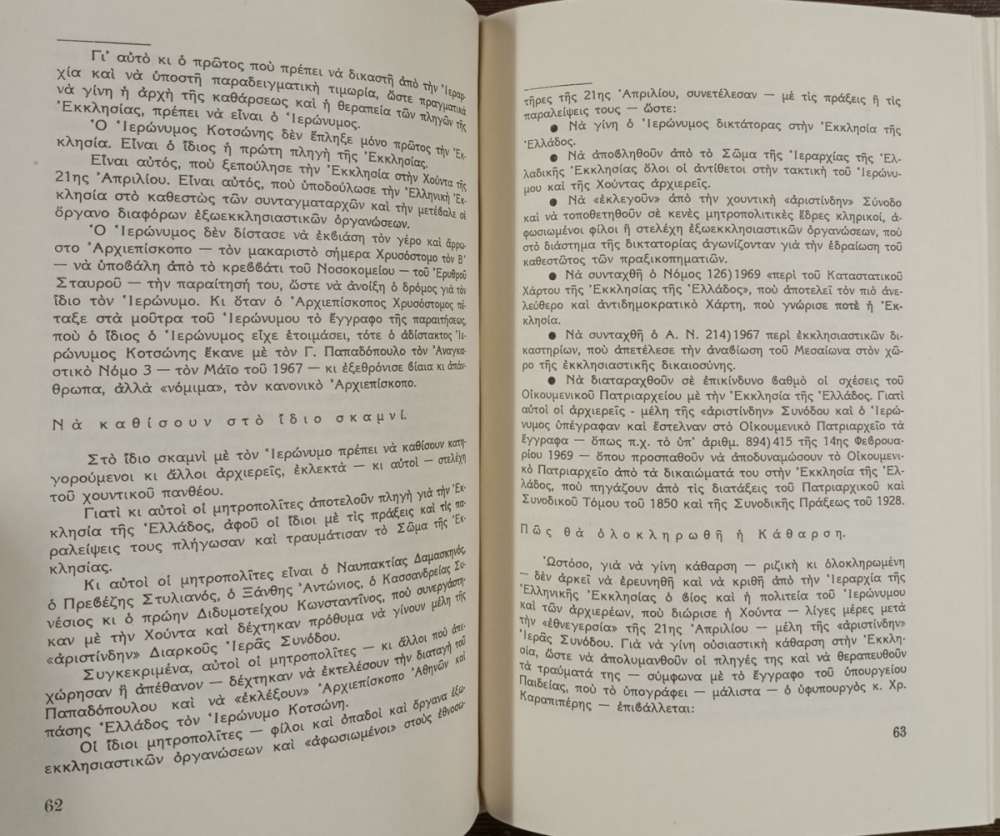 Γι' αὐτὸ κι ὁ πρῶτος ποὺ πρέπει νὰ δικαστῆ ἀπὸ τὴν Ἱεραρ-
χία καὶ νὰ ὑποστῆ παραδειγματικὴ τιμωρία, ὥστε πραγματικὰ
νὰ γίνη ἡ ἀρχὴ τῆς καθάρσεως καὶ ἡ θεραπεία τῶν πληγῶν τῆς
Ἐκκλησίας, πρέπει νὰ εἶναι ὁ Ἱερώνυμος.
Ὁ Ἱερώνυμος Κοτσώνης δὲν ἔπληξε μόνο πρῶτος τὴν Ἐκ-
κλησία. Εἶναι ὁ ἴδιος ἡ πρώτη πληγὴ τῆς Ἐκκλησίας.
Εἶναι αὐτός, ποὺ ξεπούλησε τὴν Ἐκκλησία στὴν Χούντα τῆς
21ης Ἀπριλίου. Εἶναι αὐτός, ποὺ ὑποδούλωσε τὴν Ἑλληνικὴ Ἐκ-
κλησία στὸ καθεστὼς τῶν συνταγματαρχῶν καὶ τὴν μετέβαλε σὲ
ὄργανο διαφόρων ἐξωεκκλησιαστικῶν ὀργανώσεων.
Ὁ Ἱερώνυμος δὲν δίστασε νὰ ἐκβιάση τὸν γέρο καὶ ἄρρω-
στο Ἀρχιεπίσκοπο — τὸν μακαριστὸ σήμερα Χρυσόστομο τὸν Β'
— νὰ ὑποβάλη ἀπὸ τὸ κρεββάτι τοῦ Νοσοκομείου — τοῦ Ἐρυθροῦ
Σταυροῦ — τὴν παραίτησή του, ὥστε νὰ ἀνοίξη ὁ δρόμος γιὰ τὸν
ἴδιο τὸν Ἱερώνυμο. Κι ὅταν ὁ Ἀρχιεπίσκοπος Χρυσόστομος πέ-
ταξε στὰ μοῦτρα τοῦ Ἱερώνυμου τὸ ἔγγραφο τῆς παραιτήσεως,
ποὺ ὁ ἴδιος ὁ Ἱερώνυμος εἶχε ἑτοιμάσει, τότε ὁ ἀδίστακτος Ἱε-
ρώνυμος Κοτσώνης ἔκανε μὲ τὸν Γ. Παπαδόπουλο τὸν Ἀναγκα-
στικὸ Νόμο 3 — τὸν Μάϊο τοῦ 1967 — κι ἐξεθρόνισε βίαια κι ἀπάν-
θρωπα, ἀλλὰ «νόμιμα», τὸν κανονικὸ Ἀρχιεπίσκοπο.
Νὰ καθίσουν στὸ ἴδιο σκαμνί.
Στὸ ἴδιο σκαμνὶ μὲ τὸν Ἱερώνυμο πρέπει νὰ καθίσουν κατη-
γορούμενοι κι ἄλλοι ἀρχιερεῖς, ἐκλεκτὰ — κι αὐτοὶ — στελέχη
τοῦ χουντικοῦ πανθέου.
Γιατὶ κι αὐτοὶ οἱ μητροπολῖτες ἀποτελοῦν πληγὴ γιὰ τὴν Ἐκ-
κλησία τῆς Ἑλλάδος, ἀφοῦ οἱ ἴδιοι μὲ τὶς πράξεις καὶ τὶς πα-
ραλείψεις τους πλήγωσαν καὶ τραυμάτισαν τὸ Σῶμα τῆς Ἐκ-
κλησίας.
Κι αὐτοὶ οἱ μητροπολῖτες εἶναι ὁ Ναυπακτίας Δαμασκηνός,
ὁ Πρεβέζης Στυλιανός, ὁ Ξάνθης Ἀντώνιος, ὁ Κασσανδρείας Συ-
νέσιος κι ὁ πρώην Διδυμοτείχου Κωνσταντῖνος, ποὺ συνεργάστη-
καν μὲ τὴν Χούντα καὶ δέχτηκαν πρόθυμα νὰ γίνουν μέλη τῆς
«ἀριστίνδην» Διαρκοῦς Ἱερᾶς Συνόδου.
Συγκεκριμένα, αὐτοὶ οἱ μητροπολῖτες — κι ἄλλοι ποὺ ἀπε-
χώρησαν ἢ ἀπέθανον — δέχτηκαν νὰ ἐκτελέσουν τὴν διαταγὴ τοῦ
Παπαδόπουλου καὶ νὰ «ἐκλέξουν» Ἀρχιεπίσκοπο Ἀθηνῶν καὶ
πάσης Ἑλλάδος τὸν Ἱερώνυμο Κοτσώνη.
Οἱ ἴδιοι μητροπολῖτες — φίλοι καὶ ὀπαδοὶ καὶ ὄργανα ἐξω-
εκκλησιαστικῶν ὀργανώσεων καὶ «ἀφωσιωμένοι» στοὺς ἐθνοσω-
62
τῆρες τῆς 21ης Ἀπριλίου, συνετέλεσαν — μὲ τὶς πράξεις ἢ τὶς
παραλείψεις τους — ὥστε:
● Νὰ γίνη ὁ Ἱερώνυμος δικτάτορας στὴν Ἐκκλησία τῆς
Ἑλλάδος.
● Νὰ ἀποβληθοῦν ἀπὸ τὸ Σῶμα τῆς Ἱεραρχίας τῆς Ἑλ-
λαδικῆς Ἐκκλησίας ὅλοι οἱ ἀντίθετοι στὴν τακτικὴ τοῦ Ἱερώνυ-
μου καὶ τῆς Χούντας ἀρχιερεῖς.
● Νὰ «ἐκλεγοῦν» ἀπὸ τὴν χουντικὴ «ἀριστίνδην» Σύνοδο
καὶ νὰ τοποθετηθοῦν σὲ κενὲς μητροπολιτικὲς ἕδρες κληρικοί, ἀ-
φωσιωμένοι φίλοι ἢ στελέχη ἐξωεκκλησιαστικῶν ὀργανώσεων, ποὺ
στὸ διάστημα τῆς δικτατορίας ἀγωνίζονταν γιὰ τὴν ἑδραίωση τοῦ
καθεστῶτος τῶν πραξικοπηματιῶν.
● Νὰ συνταχθῆ ὁ Νόμος 126)1969 «περὶ τοῦ Καταστατικοῦ
Χάρτου τῆς Ἐκκλησίας τῆς Ἑλλάδος», ποὺ ἀποτελεῖ τὸν πιὸ ἀνε-
λεύθερο καὶ ἀντιδημοκρατικὸ Χάρτη, ποὺ γνώρισε ποτὲ ἡ Ἐκ-
κλησία.
● Νὰ συνταχθῆ ὁ Α. Ν. 214)1967 περὶ ἐκκλησιαστικῶν δι-
καστηρίων, ποὺ ἀπετέλεσε τὴν ἀναβίωση τοῦ Μεσαίωνα στὸν χῶ-
ρο τῆς ἐκκλησιαστικῆς δικαιοσύνης.
● Νὰ διαταραχθοῦν σὲ ἐπικίνδυνο βαθμὸ οἱ σχέσεις τοῦ
Οἰκουμενικοῦ Πατριαρχείου μὲ τὴν Ἐκκλησία τῆς Ἑλλάδος. Γιατὶ
αὐτοὶ οἱ ἀρχιερεῖς - μέλη τῆς «ἀριστίνδην» Συνόδου καὶ ὁ Ἱερώ-
νυμος ὑπέγραφαν καὶ ἔστελναν στὸ Οἰκουμενικὸ Πατριαρχεῖο τὰ
ἔγγραφα — ὅπως π.χ. τὸ ὑπ' ἀριθμ. 894)415 τῆς 14ης Φεβρουα-
ρίου 1969 — ὅπου προσπαθοῦν νὰ ἀποδυναμώσουν τὸ Οἰκουμενι-
κὸ Πατριαρχεῖο ἀπὸ τὰ δικαιώματά του στὴν Ἐκκλησία τῆς Ἑλ-
λάδος, ποὺ πηγάζουν ἀπὸ τὶς διατάξεις τοῦ Πατριαρχικοῦ καὶ
Συνοδικοῦ Τόμου τοῦ 1850 καὶ τῆς Συνοδικῆς Πράξεως τοῦ 1928.
Πῶς θὰ ὁλοκληρωθῆ ἡ Κάθαρση.
Ὡστόσο, γιὰ νὰ γίνη κάθαρση — ριζικὴ κι ὁλοκληρωμένη
— δὲν ἀρκεῖ νὰ ἐρευνηθῆ καὶ νὰ κριθῆ ἀπὸ τὴν Ἱεραρχία τῆς
Ἑλληνικῆς Ἐκκλησίας ὁ βίος καὶ ἡ πολιτεία τοῦ Ἱερώνυμου
καὶ τῶν ἀρχιερέων, ποὺ διώρισε ἡ Χούντα — λίγες μέρες μετὰ
τὴν «ἐθνεγερσία» τῆς 21ης Ἀπριλίου — μέλη τῆς «ἀριστίνδην»
Ἱερᾶς Συνόδου. Γιὰ νὰ γίνη οὐσιαστικὴ κάθαρση στὴν Ἐκκλη-
σία, ὥστε νὰ ἀπολυμανθοῦν οἱ πληγές της καὶ νὰ θεραπευθοῦν
τὰ τραύματά της — σύμφωνα μὲ τὸ ἔγγραφο τοῦ ὑπουργείου
Παιδείας, ποὺ τὸ ὑπογράφει — μάλιστα — ὁ ὑφυπουργὸς κ. Χρ.
Καραπιπέρης — ἐπιβάλλεται:
63